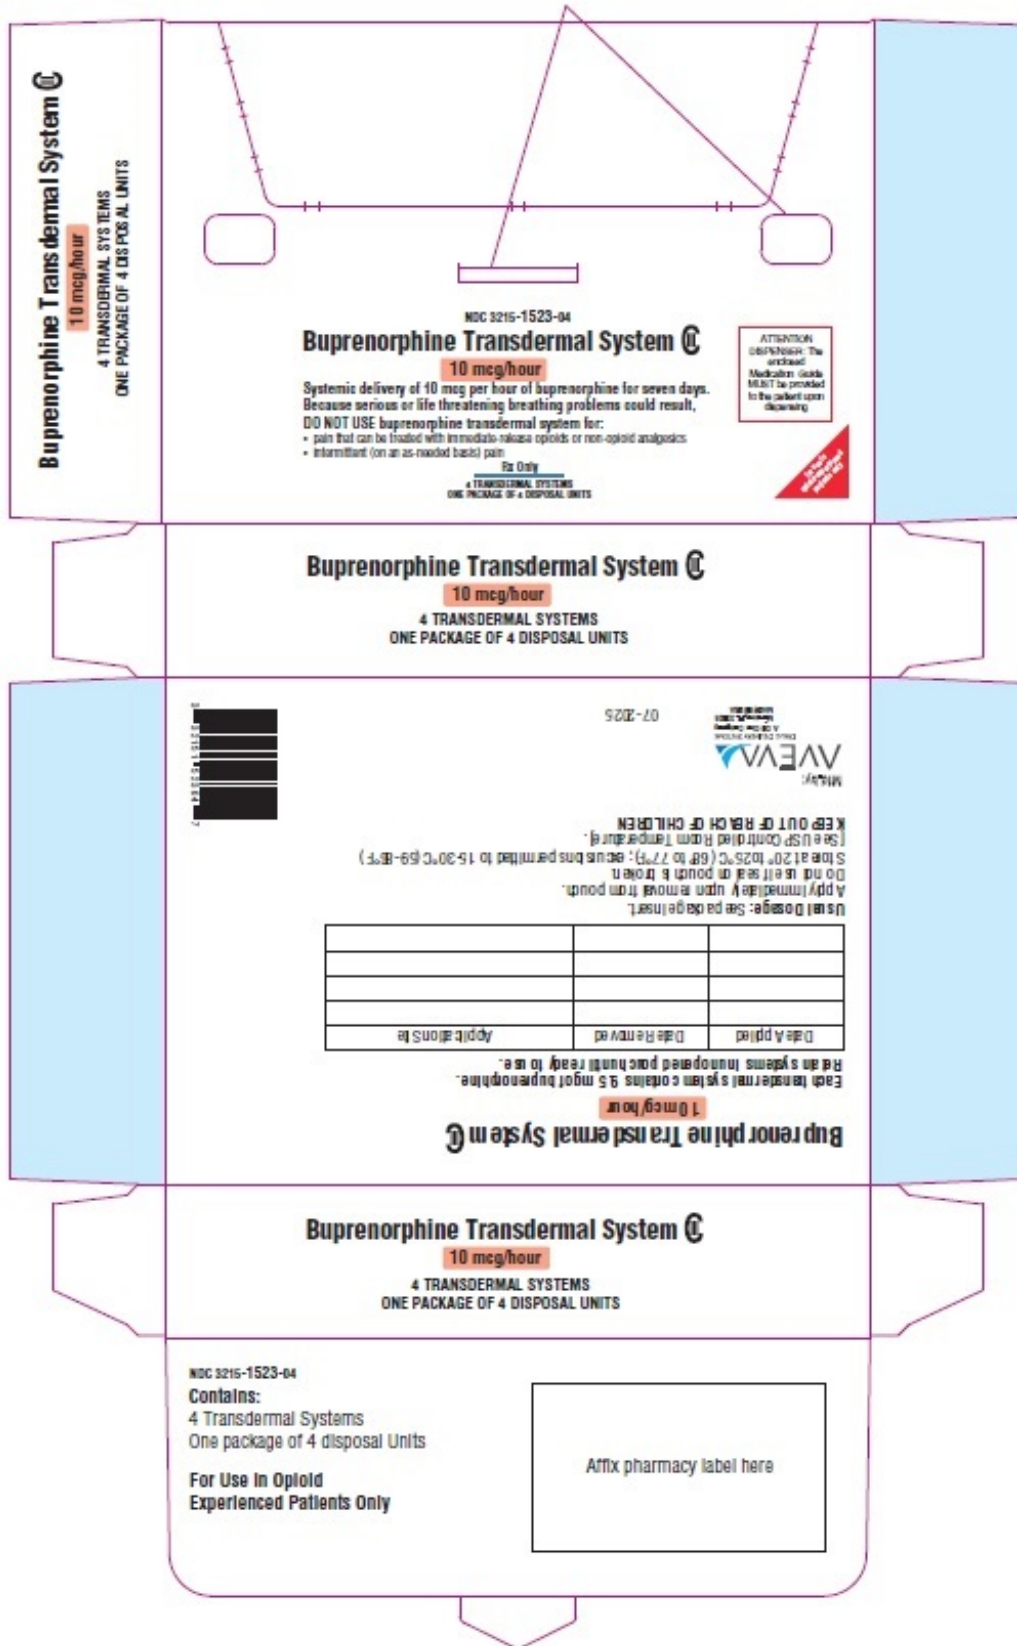 Buprenorphine Transdermal System CIII
10 mcg/hour
4 TRANSDERMAL SYSTEMS
ONE PACKAGE OF 4 DISPOSAL UNITS
NDC 3215-1523-04
Buprenorphine Transdermal System CIII
10 mcg/hour
Systemic delivery of 10 mcg per hour of buprenorphine for seven days.
Because serious or life threatening breathing problems could result,
DO NOT USE buprenorphine transdermal system for:
• pain that can be treated with immediate-release opioids or non-opioid analgesics
• intermittent (on an as-needed basis) pain
Rx Only
4 TRANSDERMAL SYSTEMS
ONE PACKAGE OF 4 DISPOSAL UNITS
ATTENTION
DISPENSER: The
enclosed
Medication Guide
MUST be provided
to the patient upon
dispensing
For Use In
patients only
Buprenorphine Transdermal System CIII
10 mcg/hour
4 TRANSDERMAL SYSTEMS
ONE PACKAGE OF 4 DISPOSAL UNITS
Buprenorphine Transdermal System CIII
10 mcg/hour
Each transdermal system contains 9.5 mg of buprenorphine.
Retain systems in unopened pouch until ready to use.
Date Applied Date Removed Application Site
Usual Dosage: See package insert.
Apply immediately upon removal from pouch.
Do not use if seal on pouch is broken.
Store at 20° to 25°C (68° to 77°F); excursions permitted to 15-30°C (59-86°F)
[See USP Controlled Room Temperature].
KEEP OUT OF REACH OF CHILDREN
Mfd. by:
AVEVA
DRUG DELIVERY SYSTEMS
07-2025
Buprenorphine Transdermal System CIII
10 mcg/hour
4 TRANSDERMAL SYSTEMS
ONE PACKAGE OF 4 DISPOSAL UNITS
NDC 3215-1523-04
Contains:
4 Transdermal Systems
One package of 4 disposal Units
For Use in Opioid
Experienced Patients Only
Affix pharmacy label here